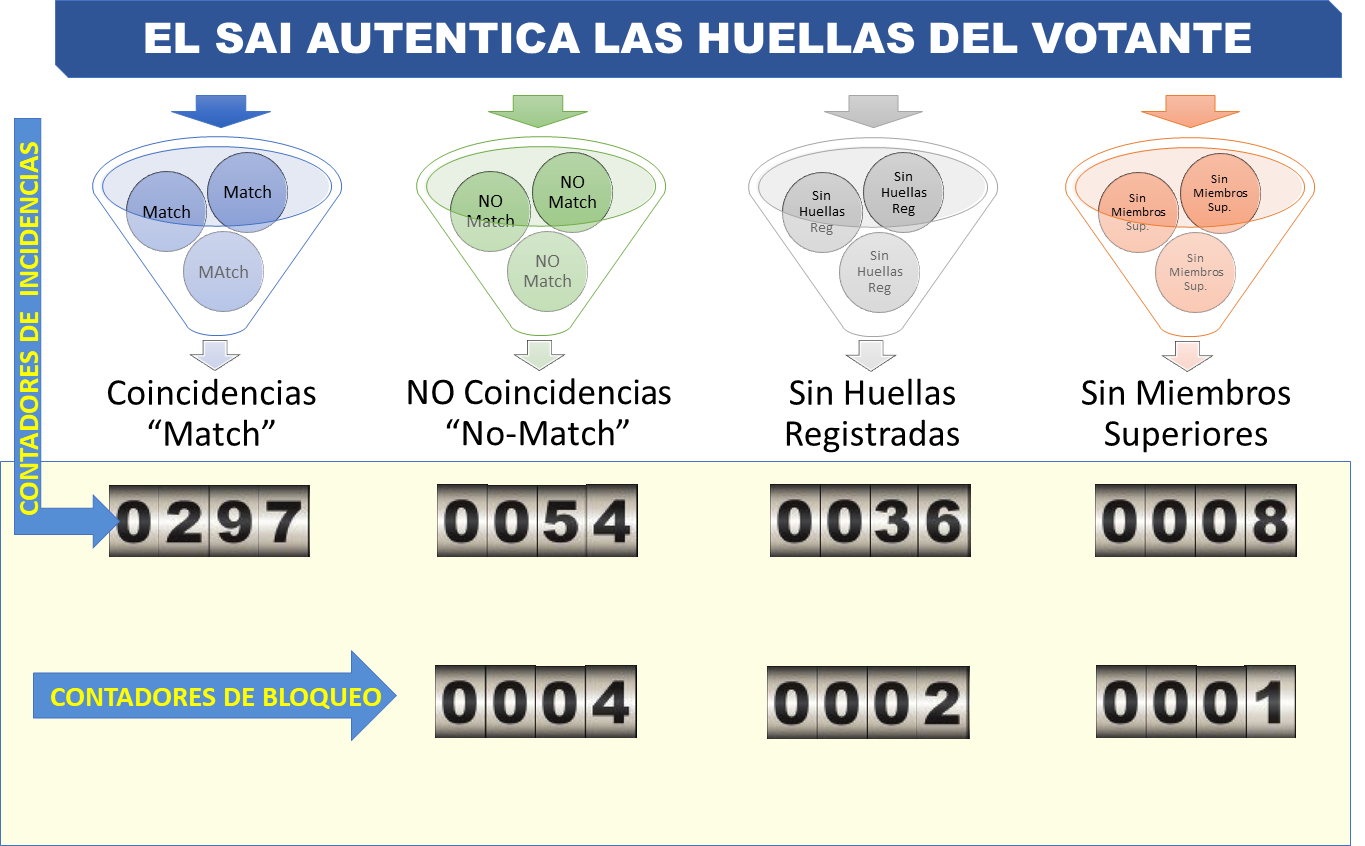 EL SAI AUTENTICA LAS HUELLAS DEL VOTANTE
CONTADORES DE INCIDENCIAS
Match
Match
MAtch
NO
Match
NO
Match
NO
Match
Sin
Huellas
Reg
Sin
Huellas
Reg
Sin
Huellas
Reg
Sin
Miembros
Sup.
Sin
Miembros
Sup.
Sin
Miembros
Sup.
Coincidencias
“Match”
NO Coincidencias
“No-Match”
Sin Huellas
Registradas
Sin Miembros
Superiores
0297
0054
0036
0008
CONTADORES DE BLOQUEO
0004
0002
0001